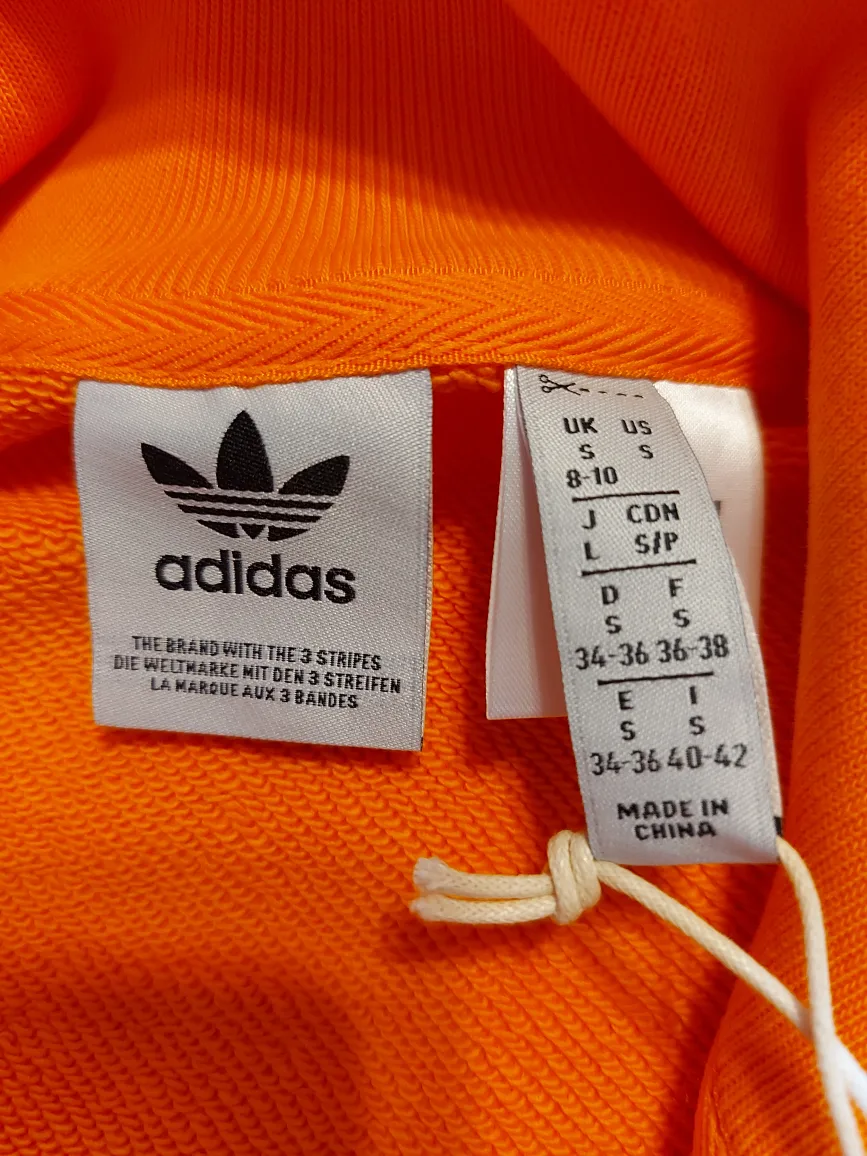 adidas
THE BRAND WITH THE 3 STRIPES
DIE WELTMARKE MIT DEN 3 STREIFEN
LA MARQUE AUX 3 BANDES
UK US
S S
8-10
J CDN
L S/P
D F
S S
34-36 36-38
E I
S S
34-36 40-42
MADE IN
CHINA